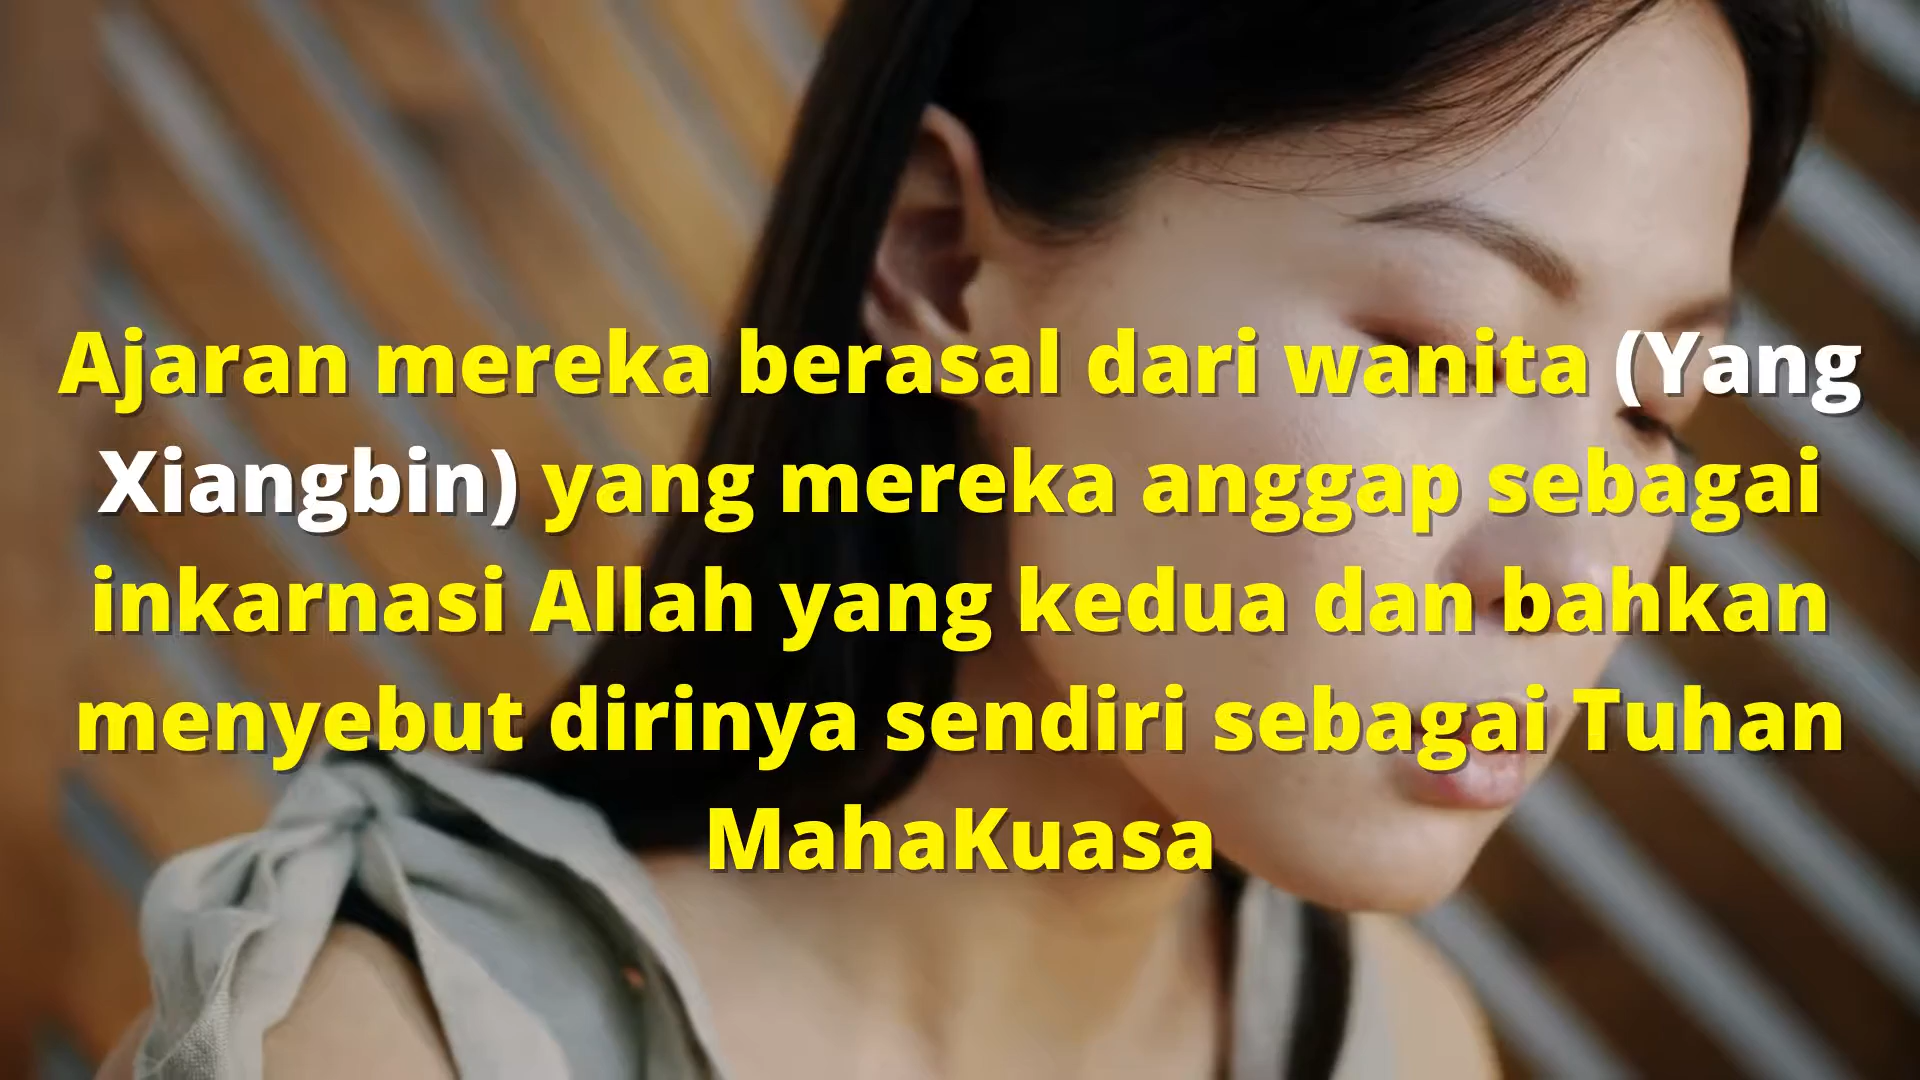 Ajaran mereka berasal dari wanita (Yang
Xiangbin) yang mereka anggap sebagai
inkarnasi Allah yang kedua dan bahkan
menyebut dirinya sendiri sebagai Tuhan
MahaKuasa